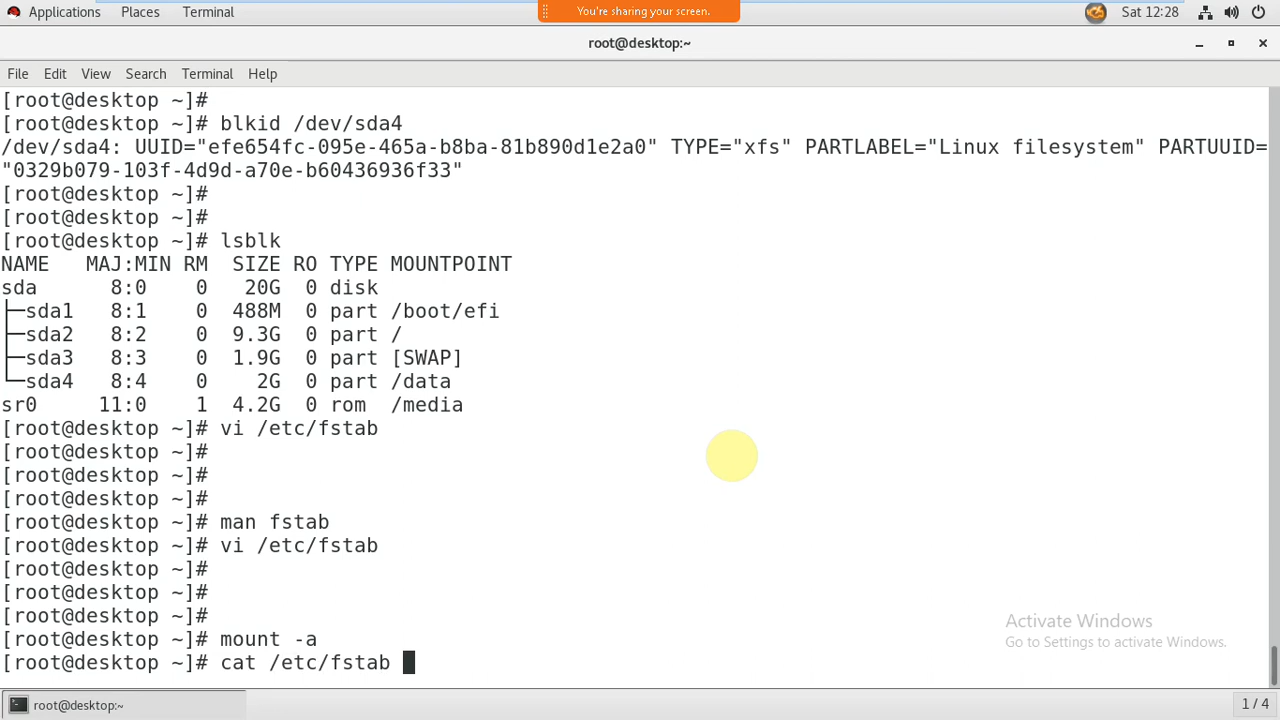 Applications Places Terminal You're sharing your screen. Sat 12:28
root@desktop:~
File Edit View Search Terminal Help
[root@desktop ~]#
[root@desktop ~]# blkid /dev/sda4
/dev/sda4: UUID="efe654fc-095e-465a-b8ba-81b890d1e2a0" TYPE="xfs" PARTLABEL="Linux filesystem" PARTUUID=
"0329b079-103f-4d9d-a70e-b60436936f33"
[root@desktop ~]#
[root@desktop ~]#
[root@desktop ~]# lsblk
NAME MAJ:MIN RM SIZE RO TYPE MOUNTPOINT
sda 8:0 0 20G 0 disk
├─sda1 8:1 0 488M 0 part /boot/efi
├─sda2 8:2 0 9.3G 0 part /
├─sda3 8:3 0 1.9G 0 part [SWAP]
└─sda4 8:4 0 2G 0 part /data
sr0 11:0 1 4.2G 0 rom /media
[root@desktop ~]# vi /etc/fstab
[root@desktop ~]#
[root@desktop ~]#
[root@desktop ~]#
[root@desktop ~]# man fstab
[root@desktop ~]# vi /etc/fstab
[root@desktop ~]#
[root@desktop ~]#
[root@desktop ~]#
[root@desktop ~]# mount -a
[root@desktop ~]# cat /etc/fstab
Activate Windows
Go to Settings to activate Windows.
root@desktop:~ 1 / 4